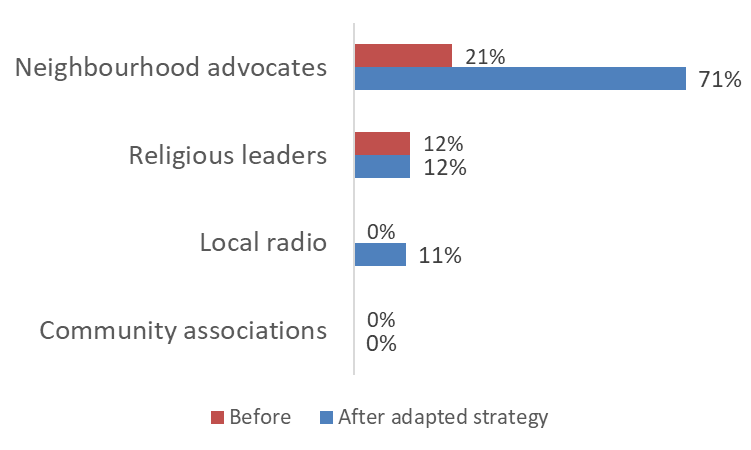 Neighbourhood advocates
21%
71%
Religious leaders
12%
12%
Local radio
0%
11%
Community associations
0%
0%
Before After adapted strategy